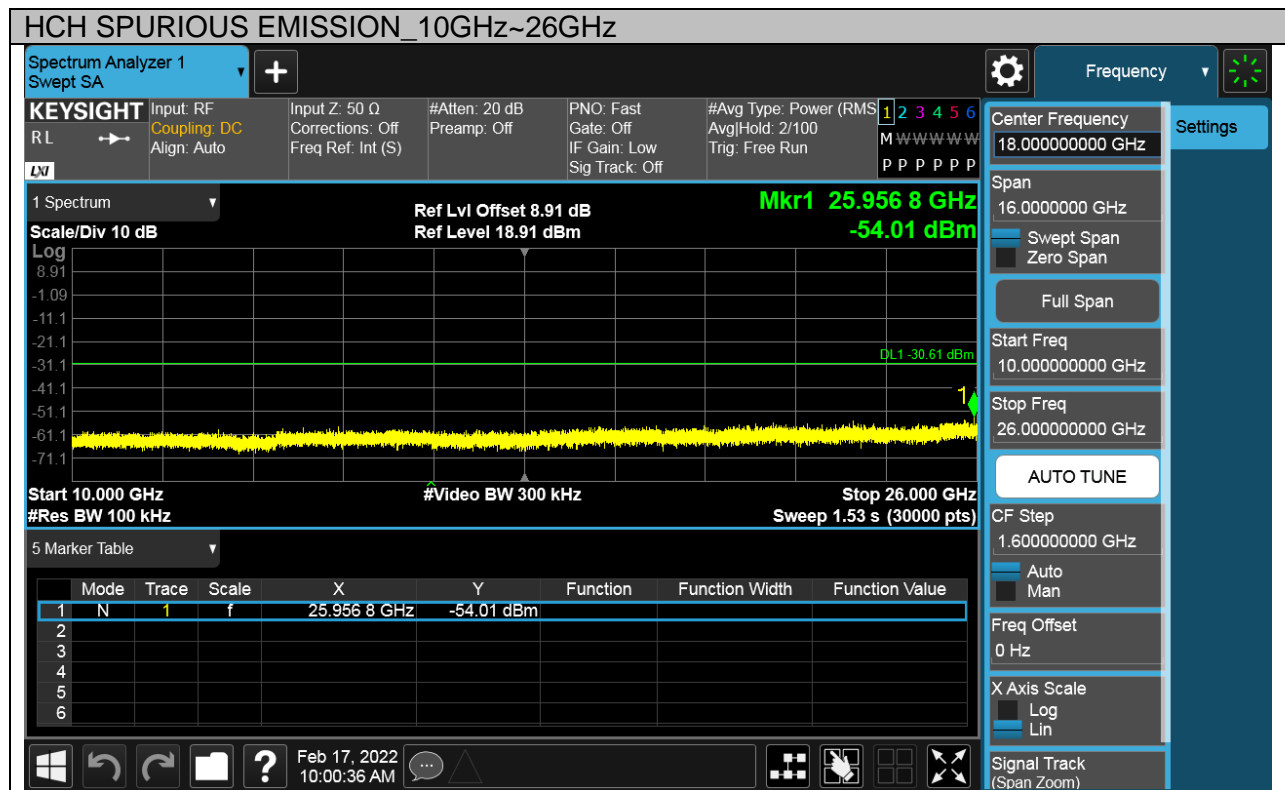 HCH SPURIOUS EMISSION_10GHz~26GHz
Spectrum Analyzer 1
Swept SA
+
Frequency
KEYSIGHT
RL
LXI
Input: RF
Coupling: DC
Align: Auto
Input Z: 50 Ω
Corrections: Off
Freq Ref: Int (S)
#Atten: 20 dB
Preamp: Off
PNO: Fast
Gate: Off
IF Gain: Low
Sig Track: Off
#Avg Type: Power (RMS
Avg|Hold: 2/100
Trig: Free Run
1 2 3 4 5 6
M W W W W W
P P P P P P
1 Spectrum
Scale/Div 10 dB
Ref Lvl Offset 8.91 dB
Ref Level 18.91 dBm
Mkr1 25.956 8 GHz
-54.01 dBm
Log
8.91
-1.09
-11.1
-21.1
-31.1
-41.1
-51.1
-61.1
-71.1
DL1 -30.61 dBm
1
Start 10.000 GHz
#Video BW 300 kHz
Stop 26.000 GHz
#Res BW 100 kHz
Sweep 1.53 s (30000 pts)
5 Marker Table
Mode Trace Scale X Y Function Function Width Function Value
1 N 1 f 25.956 8 GHz -54.01 dBm
2
3
4
5
6
?
Feb 17, 2022
10:00:36 AM
Settings
Center Frequency
18.000000000 GHz
Span
16.0000000 GHz
Swept Span
Zero Span
Full Span
Start Freq
10.000000000 GHz
Stop Freq
26.000000000 GHz
AUTO TUNE
CF Step
1.600000000 GHz
Auto
Man
Freq Offset
0 Hz
X Axis Scale
Log
Lin
Signal Track
(Span Zoom)